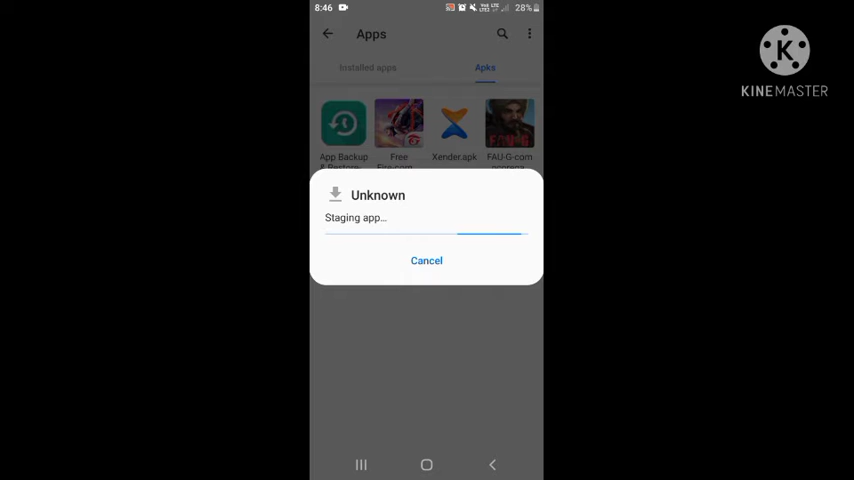 8:46
28%
Apps
Installed apps
Apks
App Backup
& Restore-
Free
Fire-com
Xender.apk
FAU-G-com
Unknown
Staging app...
Cancel
K
KINEMASTER